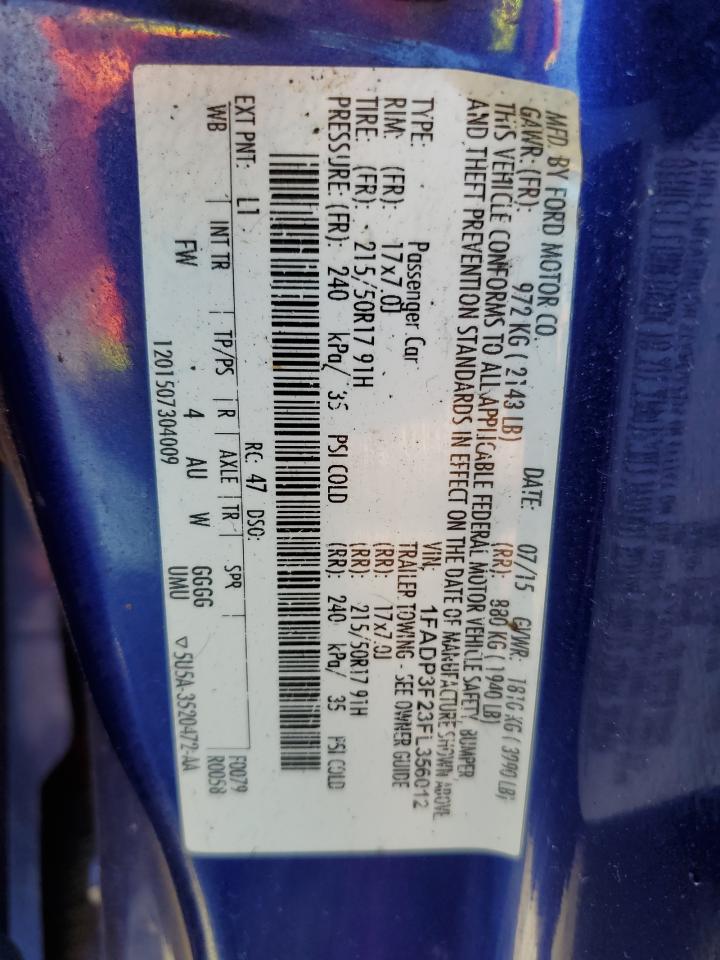 MFD. BY FORD MOTOR CO. DATE: 07/15 GVWR: 1810 KG ( 3990 LB)
GAWR: (FR): 972 KG ( 2143 LB) (RR): 880 KG ( 1940 LB)
THIS VEHICLE CONFORMS TO ALL APPLICABLE FEDERAL MOTOR VEHICLE SAFETY, BUMPER,
AND THEFT PREVENTION STANDARDS IN EFFECT ON THE DATE OF MANUFACTURE SHOWN ABOVE
VIN: 1FADP3F23FL356012
TYPE: Passenger Car TRAILER TOWING - SEE OWNER GUIDE
RIM: (FR): 17x7.0J (RR): 17x7.0J
TIRE: (FR): 215/50R17 91H (RR): 215/50R17 91H
PRESSURE: (FR): 240 kPa/ 35 PSI COLD (RR): 240 kPa/ 35 PSI COLD
EXT PNT: L1 RC: 47 DSO: F0079
WB | INT TR | TP/PS | R | AXLE | TR | SPR R0058
FW 4 AU W GGGG
UMU
1201507304009 ▽5U5A-3520472-AA